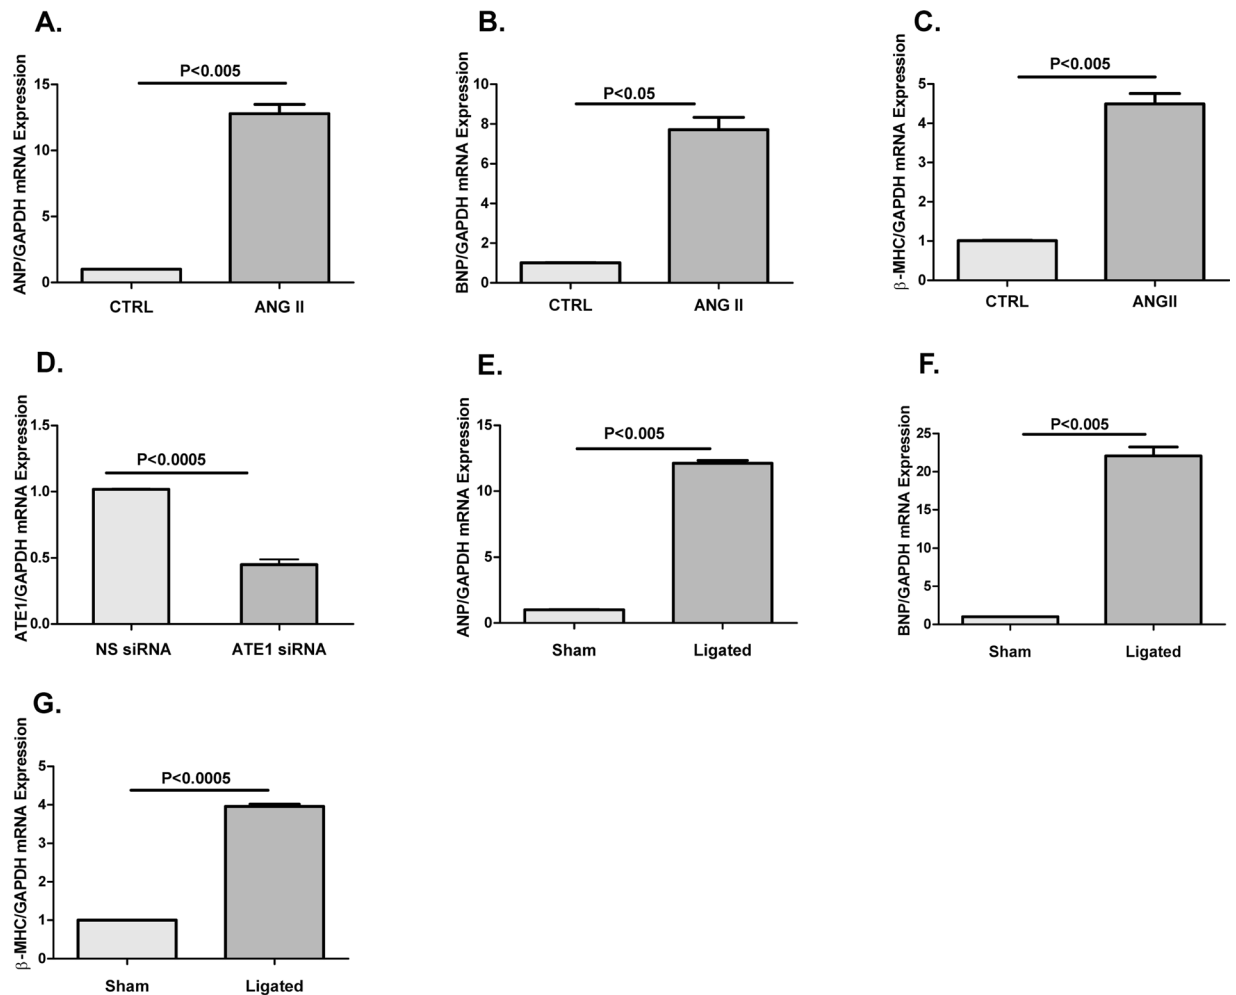 A.
ANP/GAPDH mRNA Expression
15
10
5
0
P<0.005
CTRL
ANG II
B.
BNP/GAPDH mRNA Expression
10
8
6
4
2
0
P<0.05
CTRL
ANG II
C.
β-MHC/GAPDH mRNA Expression
5
4
3
2
1
0
P<0.005
CTRL
ANGII
D.
ATE1/GAPDH mRNA Expression
1.5
1.0
0.5
0.0
P<0.0005
NS siRNA
ATE1 siRNA
E.
ANP/GAPDH mRNA Expression
15
10
5
0
P<0.005
Sham
Ligated
F.
BNP/GAPDH mRNA Expression
25
20
15
10
5
0
P<0.005
Sham
Ligated
G.
β-MHC/GAPDH mRNA Expression
5
4
3
2
1
0
P<0.0005
Sham
Ligated